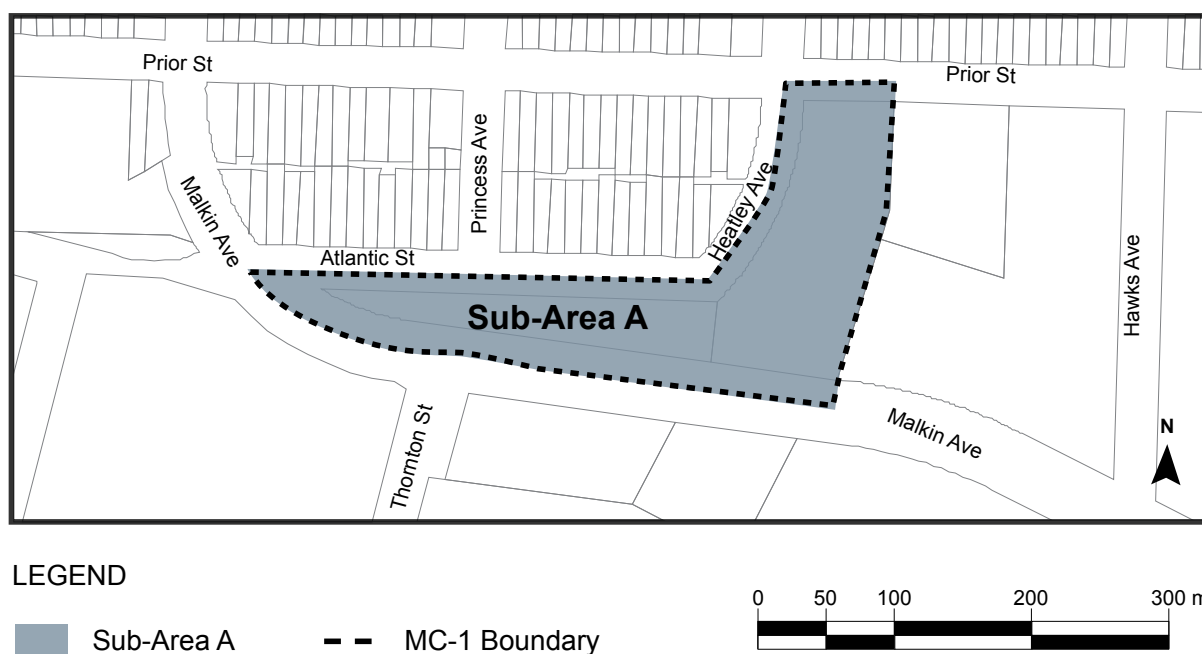 Prior St
Prior St
Princess Ave
Heatley Ave
Malkin Ave
Atlantic St
Hawks Ave
Sub-Area A
Malkin Ave
Thornton St
N
LEGEND
Sub-Area A
MC-1 Boundary
0 50 100 200 300 m